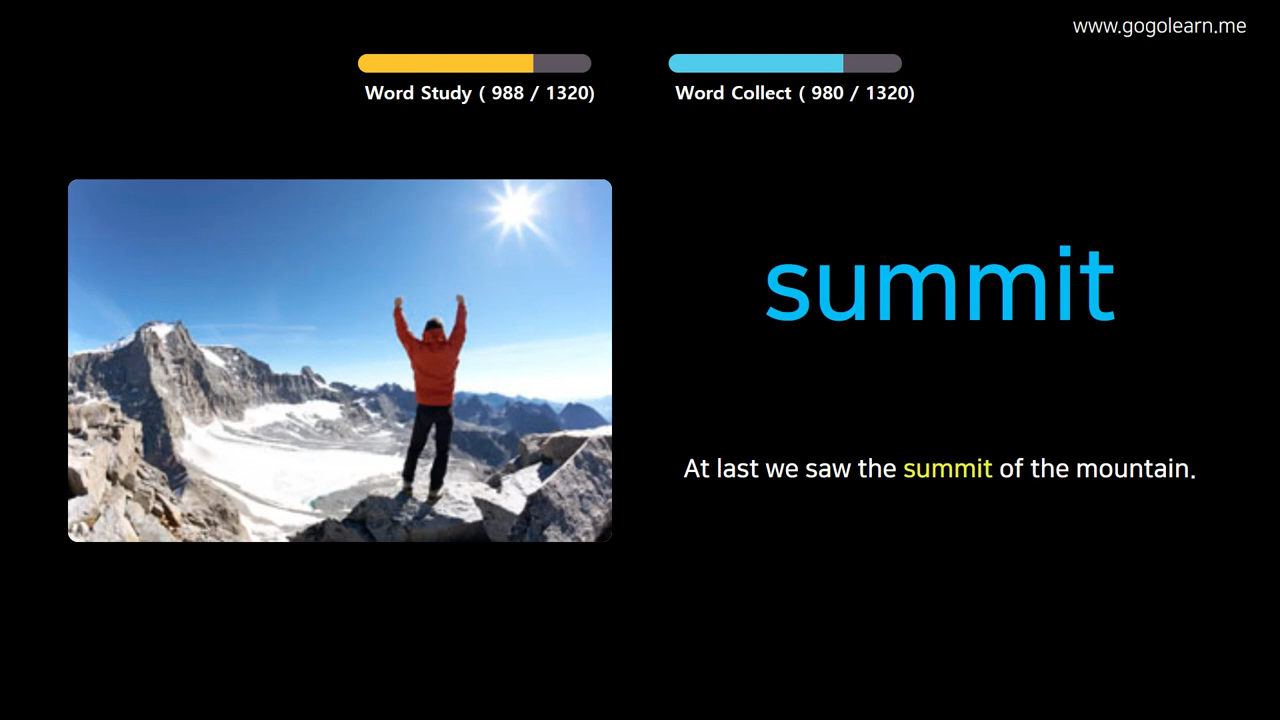 www.gogolearn.me
Word Study ( 988 / 1320)
Word Collect ( 980 / 1320)
summit
At last we saw the summit of the mountain.